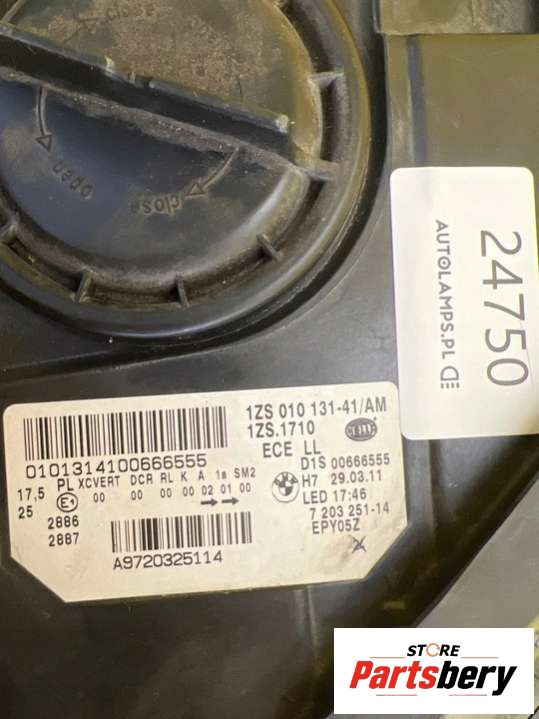 close
open
close
24750
AUTOLAMPS.PL
1ZS 010 131-41/AM
1ZS.1710
HELLA
ECE LL
0101314100666555
D1S 00666555
17,5 PL XCVERT DCR RL K A 1a SM2
H7 29.03.11
25 E1 00 00 00 00 02 01 00
LED 17:46
2886
7 203 251-14
2887
EPY05Z
A9720325114
STORE
Partsbery